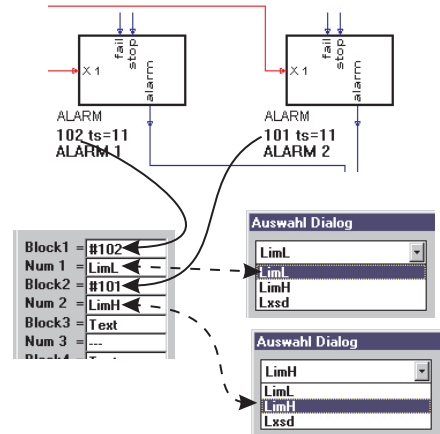 fail
stop
X 1
alarm
ALARM
102 ts=11
ALARM 1
fail
stop
X 1
alarm
ALARM
101 ts=11
ALARM 2
Block1 = #102
Num 1 = LimL
Block2 = #101
Num 2 = LimH
Block3 = Text
Num 3 = ---
Auswahl Dialog
LimL
LimL
LimH
Lxsd
Auswahl Dialog
LimH
LimL
LimH
Lxsd